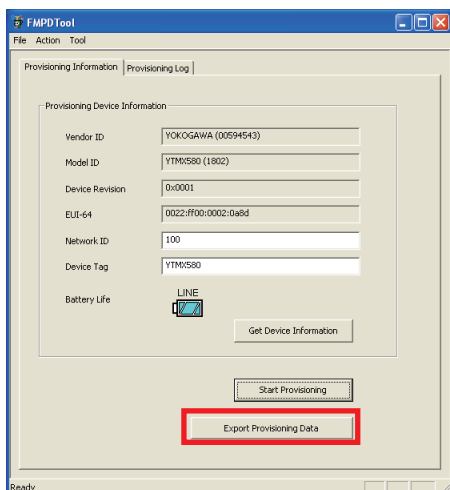 FMPDTool
File Action Tool
Provisioning Information Provisioning Log
Provisioning Device Information
Vendor ID YOKOGAWA (00594543)
Model ID YTMX580 (1802)
Device Revision 0x0001
EUI-64 0022:ff00:0002:0a8d
Network ID 100
Device Tag YTMX580
Battery Life LINE
Get Device Information
Start Provisioning
Export Provisioning Data
Ready